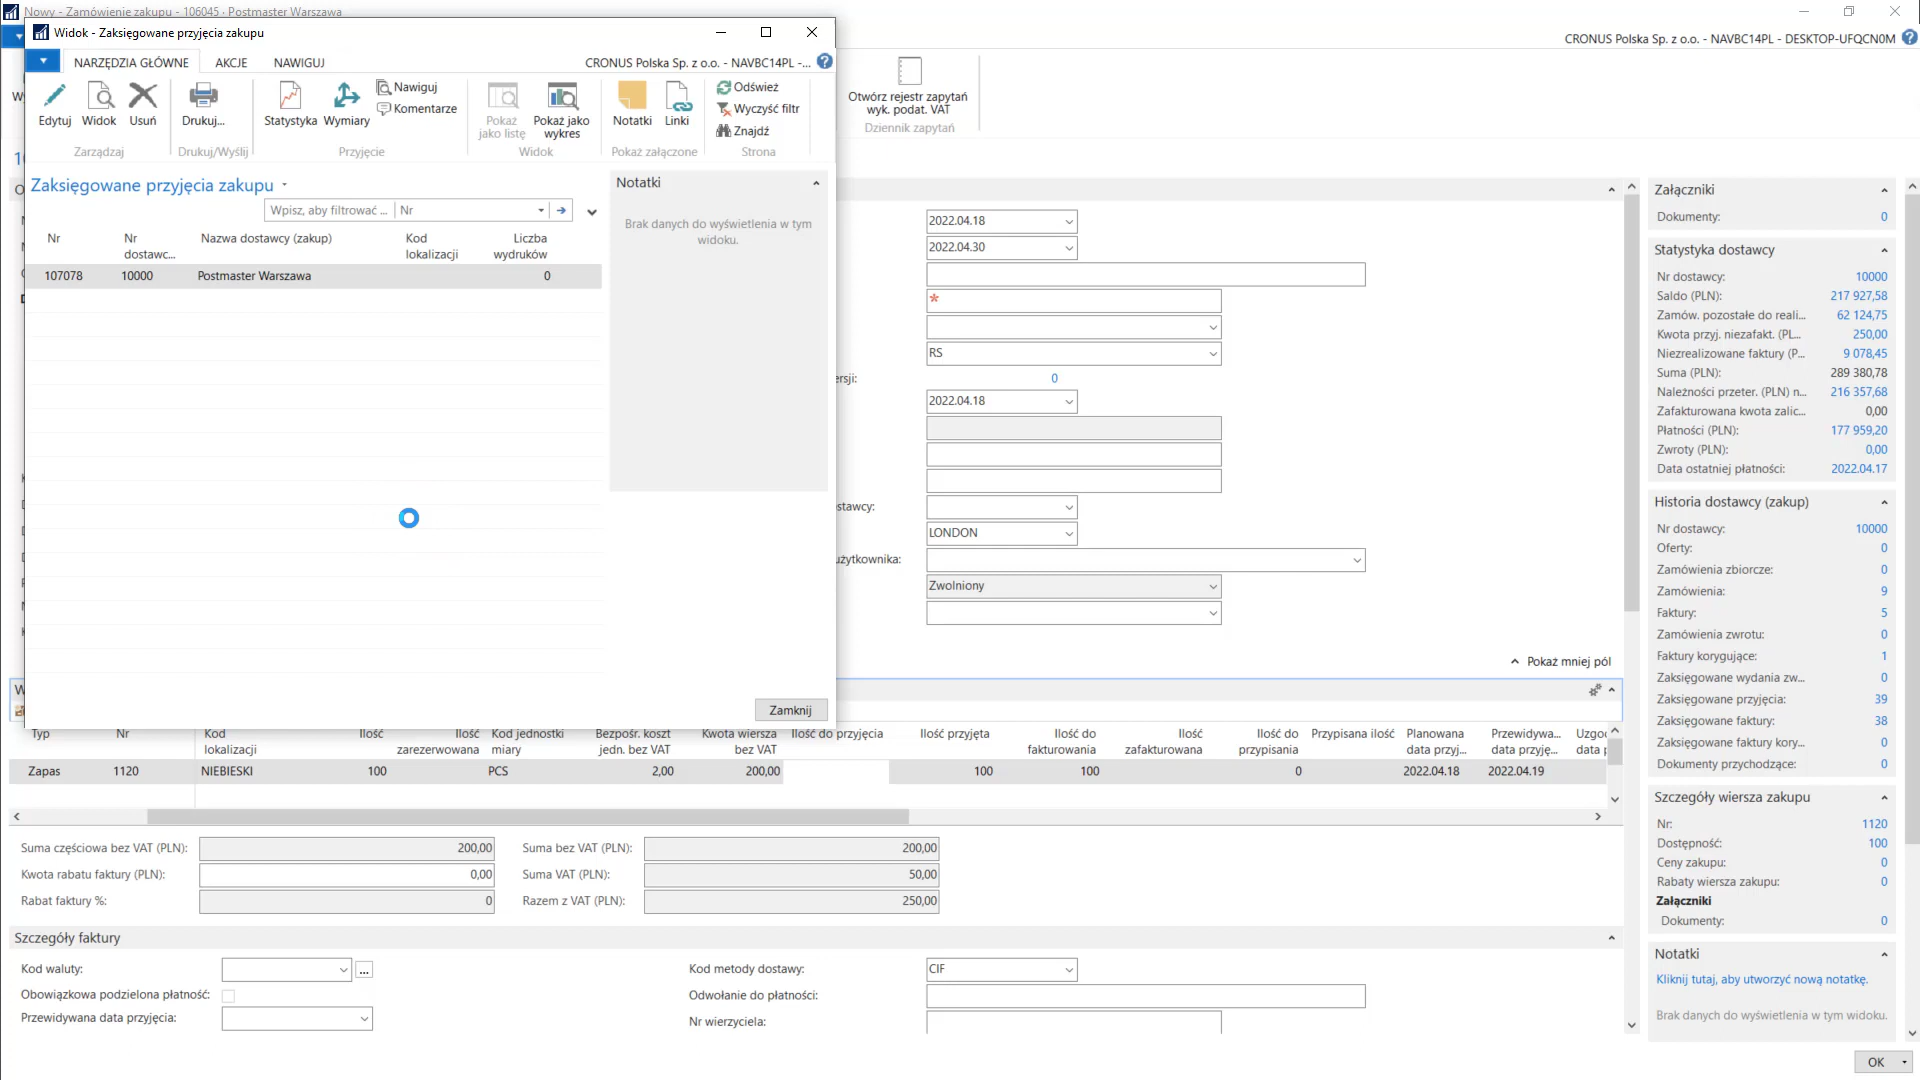 Nowy - Zamówienie zakupu - 106045 · Postmaster Warszawa
CRONUS Polska Sp. z o.o. - NAVBC14PL - DESKTOP-UFQCN0M
Widok - Zaksięgowane przyjęcia zakupu
NARZĘDZIA GŁÓWNE AKCJE NAWIGUJ
CRONUS Polska Sp. z o.o. - NAVBC14PL -...
Edytuj
Widok
Usuń
Zarządzaj
Drukuj...
Drukuj/Wyślij
Statystyka
Wymiary
Nawiguj
Komentarze
Przyjęcie
Pokaż jako listę
Pokaż jako wykres
Widok
Notatki
Linki
Pokaż załączone
Odśwież
Wyczyść filtr
Znajdź
Strona
Otwórz rejestr zapytań
wyk. podat. VAT
Dziennik zapytań
Zaksięgowane przyjęcia zakupu
Wpisz, aby filtrować ... Nr
Nr
Nr dostawc...
Nazwa dostawcy (zakup)
Kod lokalizacji
Liczba wydruków
107078 10000 Postmaster Warszawa 0
Notatki
Brak danych do wyświetlenia w tym
widoku.
Zamknij
2022.04.18
2022.04.30
*
RS
ersji: 0
2022.04.18
stawcy:
LONDON
użytkownika:
Zwolniony
Pokaż mniej pól
Typ
Nr
Kod lokalizacji
Ilość
Ilość zarezerwowana
Kod jednostki miary
Bezpośr. koszt jedn. bez VAT
Kwota wiersza bez VAT
Ilość do przyjęcia
Ilość przyjęta
Ilość do fakturowania
Ilość zafakturowana
Ilość do przypisania
Przypisana ilość
Planowana data przyj...
Przewidywa... data przyję...
Uzgo
data p
Zapas 1120 NIEBIESKI 100 PCS 2,00 200,00 100 100 0 2022.04.18 2022.04.19
Suma częściowa bez VAT (PLN): 200,00
Suma bez VAT (PLN): 200,00
Kwota rabatu faktury (PLN): 0,00
Suma VAT (PLN): 50,00
Rabat faktury %: 0
Razem z VAT (PLN): 250,00
Szczegóły faktury
Kod waluty: ...
Kod metody dostawy: CIF
Obowiązkowa podzielona płatność:
Odwołanie do płatności:
Przewidywana data przyjęcia:
Nr wierzyciela:
Załączniki
Dokumenty: 0
Statystyka dostawcy
Nr dostawcy: 10000
Saldo (PLN): 217 927,58
Zamów. pozostałe do reali... 62 124,75
Kwota przyj. niezafakt. (PL... 250,00
Niezrealizowane faktury (P... 9 078,45
Suma (PLN): 289 380,78
Należności przeter. (PLN) n... 216 357,68
Zafakturowana kwota zalic... 0,00
Płatności (PLN): 177 959,20
Zwroty (PLN): 0,00
Data ostatniej płatności: 2022.04.17
Historia dostawcy (zakup)
Nr dostawcy: 10000
Oferty: 0
Zamówienia zbiorcze: 0
Zamówienia: 9
Faktury: 5
Zamówienia zwrotu: 0
Faktury korygujące: 1
Zaksięgowane wydania zw... 0
Zaksięgowane przyjęcia: 39
Zaksięgowane faktury: 38
Zaksięgowane faktury kory... 0
Dokumenty przychodzące: 0
Szczegóły wiersza zakupu
Nr: 1120
Dostępność: 100
Ceny zakupu: 0
Rabaty wiersza zakupu: 0
Załączniki
Dokumenty: 0
Notatki
Kliknij tutaj, aby utworzyć nową notatkę.
Brak danych do wyświetlenia w tym widoku.
OK